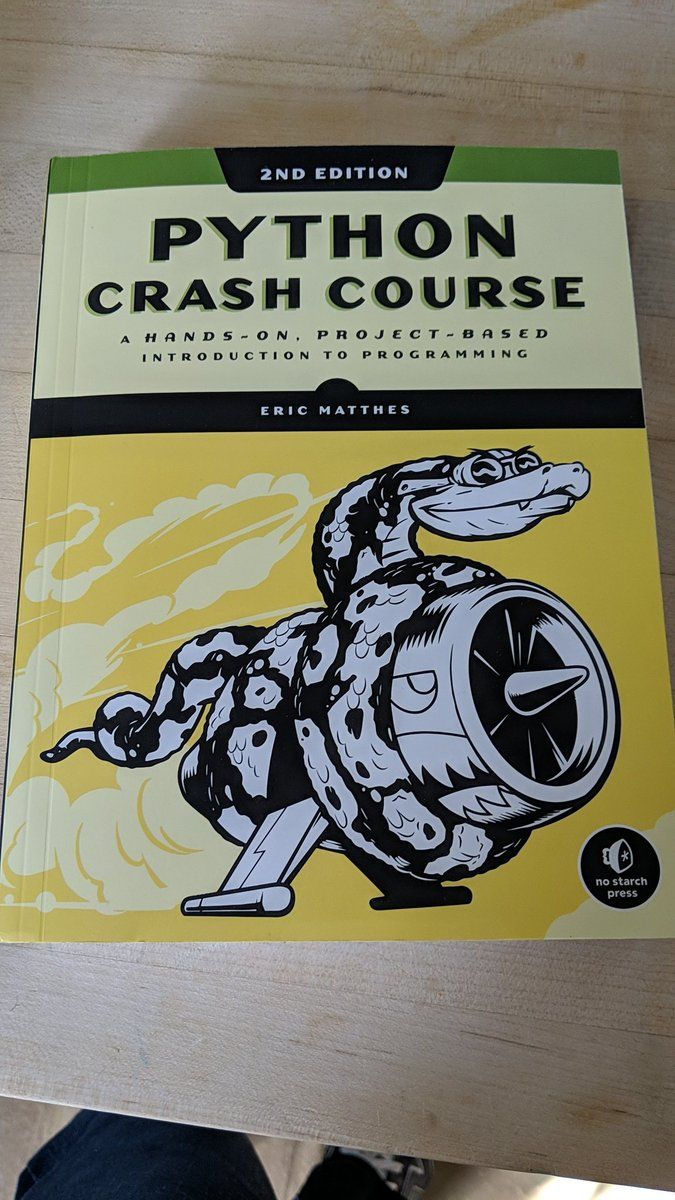 2ND EDITION
PYTHON
CRASH COURSE
A HANDS-ON, PROJECT-BASED
INTRODUCTION TO PROGRAMMING
ERIC MATTHES
no starch
press